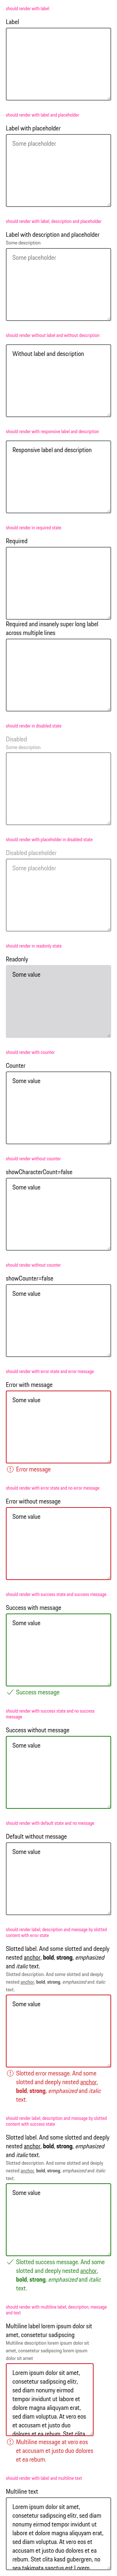 should render with label
Label
should render with label and placeholder
Label with placeholder
Some placeholder
should render with label, description and placeholder
Label with description and placeholder
Some description
Some placeholder
should render without label and without description
Without label and description
should render with responsive label and description
Responsive label and description
should render in required state
Required
Required and insanely super long label
across multiple lines
should render in disabled state
Disabled
Some description
should render with placeholder in disabled state
Disabled placeholder
Some placeholder
should render in readonly state
Readonly
Some value
should render with counter
Counter
Some value
should render without counter
showCharacterCount=false
Some value
should render without counter
showCounter=false
Some value
should render with error state and error message
Error with message
Some value
Error message
should render with error state and no error message
Error without message
Some value
should render with success state and success message
Success with message
Some value
Success message
should render with success state and no success
message
Success without message
Some value
should render with default state and no message
Default without message
Some value
should render label, description and message by slotted
content with error state
Slotted label. And some slotted and deeply
nested anchor, bold, strong, emphasized
and italic text.
Slotted description. And some slotted and deeply
nested anchor, bold, strong, emphasized and italic
text.
Some value
Slotted error message. And some
slotted and deeply nested anchor,
bold, strong, emphasized and italic
text.
should render label, description and message by slotted
content with success state
Slotted label. And some slotted and deeply
nested anchor, bold, strong, emphasized
and italic text.
Slotted description. And some slotted and deeply
nested anchor, bold, strong, emphasized and italic
text.
Some value
Slotted success message. And some
slotted and deeply nested anchor,
bold, strong, emphasized and italic
text.
should render with multiline label, description, message
and text
Multiline label lorem ipsum dolor sit
amet, consetetur sadipscing
Multiline description lorem ipsum dolor sit
amet, consetetur sadipscing lorem ipsum
dolor sit amet
Lorem ipsum dolor sit amet,
consetetur sadipscing elitr,
sed diam nonumy eirmod
tempor invidunt ut labore et
dolore magna aliquyam erat,
sed diam voluptua. At vero eos
et accusam et justo duo
dolores et ea rebum. Stet clita
Multiline message at vero eos
et accusam et justo duo dolores
et ea rebum.
should render with label and multiline text
Multiline text
Lorem ipsum dolor sit amet,
consetetur sadipscing elitr, sed diam
nonumy eirmod tempor invidunt ut
labore et dolore magna aliquyam erat,
sed diam voluptua. At vero eos et
accusam et justo duo dolores et ea
rebum. Stet clita kasd gubergren, no
sea takimata sanctus est Lorem